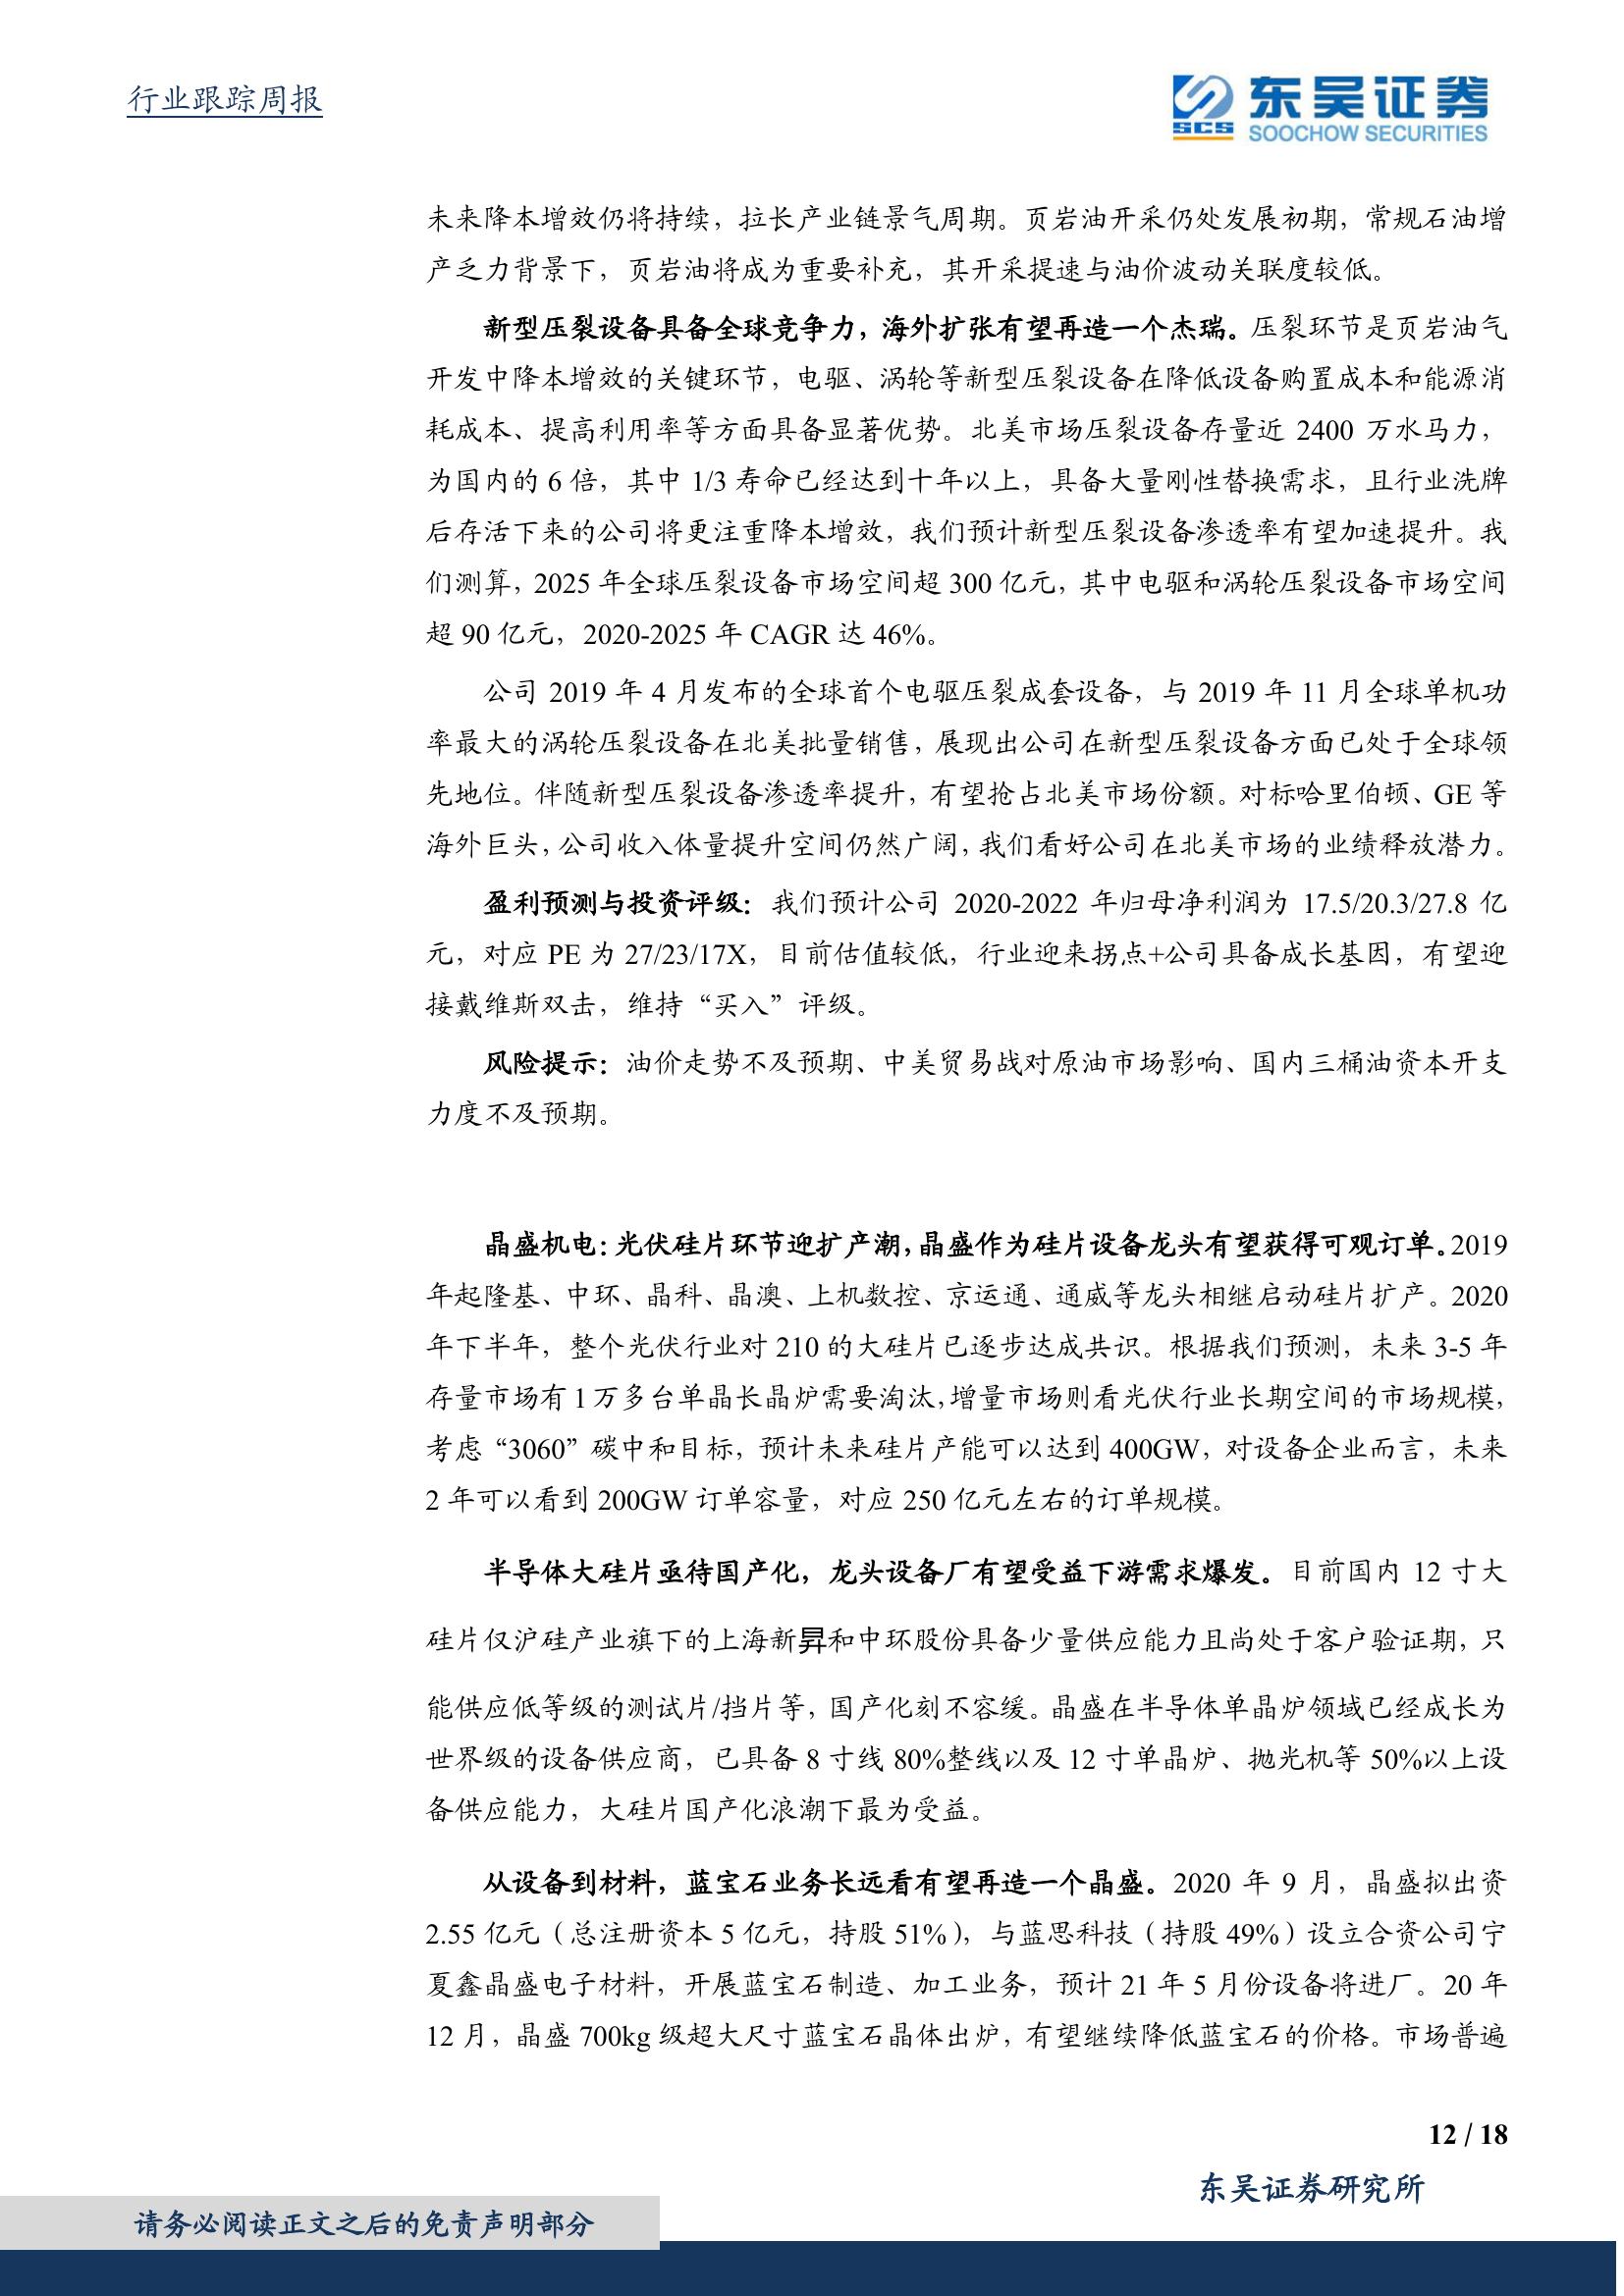 行业跟踪周报
SCS
东吴证券
SOOCHOW SECURITIES
未来降本增效仍将持续，拉长产业链景气周期。页岩油开采仍处发展初期，常规石油增
产乏力背景下，页岩油将成为重要补充，其开采提速与油价波动关联度较低。
新型压裂设备具备全球竞争力，海外扩张有望再造一个杰瑞。压裂环节是页岩油气
开发中降本增效的关键环节，电驱、涡轮等新型压裂设备在降低设备购置成本和能源消
耗成本、提高利用率等方面具备显著优势。北美市场压裂设备存量近 2400 万水马力，
为国内的 6 倍，其中 1/3 寿命已经达到十年以上，具备大量刚性替换需求，且行业洗牌
后存活下来的公司将更注重降本增效，我们预计新型压裂设备渗透率有望加速提升。我
们测算，2025 年全球压裂设备市场空间超 300 亿元，其中电驱和涡轮压裂设备市场空间
超 90 亿元，2020-2025 年 CAGR 达 46%。
公司 2019 年 4 月发布的全球首个电驱压裂成套设备，与 2019 年 11 月全球单机功
率最大的涡轮压裂设备在北美批量销售，展现出公司在新型压裂设备方面已处于全球领
先地位。伴随新型压裂设备渗透率提升，有望抢占北美市场份额。对标哈里伯顿、GE 等
海外巨头，公司收入体量提升空间仍然广阔，我们看好公司在北美市场的业绩释放潜力。
盈利预测与投资评级：我们预计公司 2020-2022 年归母净利润为 17.5/20.3/27.8 亿
元，对应 PE 为 27/23/17X，目前估值较低，行业迎来拐点+公司具备成长基因，有望迎
接戴维斯双击，维持“买入”评级。
风险提示：油价走势不及预期、中美贸易战对原油市场影响、国内三桶油资本开支
力度不及预期。
晶盛机电：光伏硅片环节迎扩产潮，晶盛作为硅片设备龙头有望获得可观订单。2019
年起隆基、中环、晶科、晶澳、上机数控、京运通、通威等龙头相继启动硅片扩产。2020
年下半年，整个光伏行业对 210 的大硅片已逐步达成共识。根据我们预测，未来 3-5 年
存量市场有 1 万多台单晶长晶炉需要淘汰，增量市场则看光伏行业长期空间的市场规模，
考虑“3060”碳中和目标，预计未来硅片产能可以达到 400GW，对设备企业而言，未来
2 年可以看到 200GW 订单容量，对应 250 亿元左右的订单规模。
半导体大硅片亟待国产化，龙头设备厂有望受益下游需求爆发。目前国内 12 寸大
硅片仅沪硅产业旗下的上海新昇和中环股份具备少量供应能力且尚处于客户验证期，只
能供应低等级的测试片/挡片等，国产化刻不容缓。晶盛在半导体单晶炉领域已经成长为
世界级的设备供应商，已具备 8 寸线 80%整线以及 12 寸单晶炉、抛光机等 50%以上设
备供应能力，大硅片国产化浪潮下最为受益。
从设备到材料，蓝宝石业务长远看有望再造一个晶盛。2020 年 9 月，晶盛拟出资
2.55 亿元（总注册资本 5 亿元，持股 51%），与蓝思科技（持股 49%）设立合资公司宁
夏鑫晶盛电子材料，开展蓝宝石制造、加工业务，预计 21 年 5 月份设备将进厂。20 年
12 月，晶盛 700kg 级超大尺寸蓝宝石晶体出炉，有望继续降低蓝宝石的价格。市场普遍
12 / 18
东吴证券研究所
请务必阅读正文之后的免责声明部分